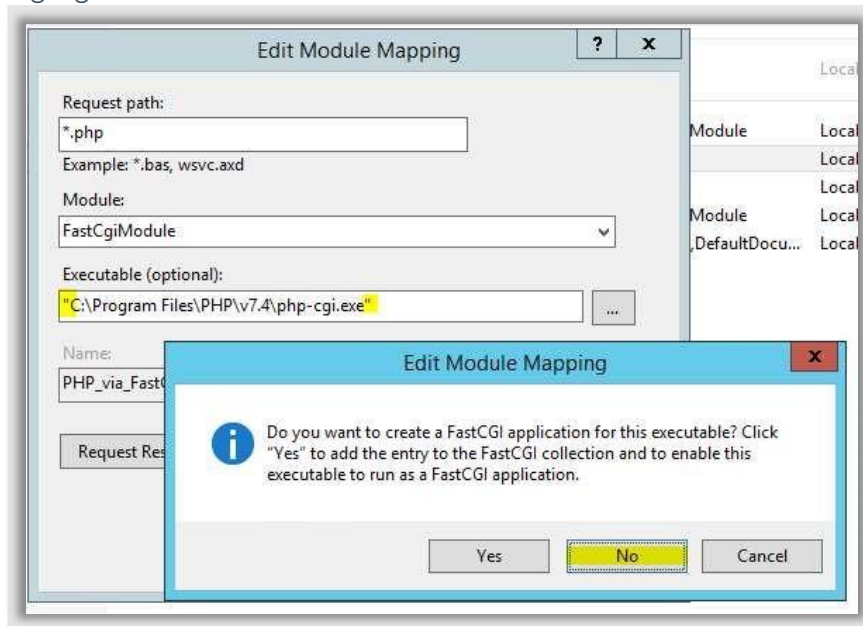 Edit Module Mapping
? x
Local
Request path:
*.php
Module Local
Example: *.bas, wsvc.axd
Local
Module:
Local
FastCgiModule
Module Local
,DefaultDocu... Local
Executable (optional):
"C:\Program Files\PHP\v7.4\php-cgi.exe"
...
Name:
Edit Module Mapping
x
PHP_via_Fast
Do you want to create a FastCGI application for this executable? Click
"Yes" to add the entry to the FastCGI collection and to enable this
executable to run as a FastCGI application.
Request Res
Yes No Cancel